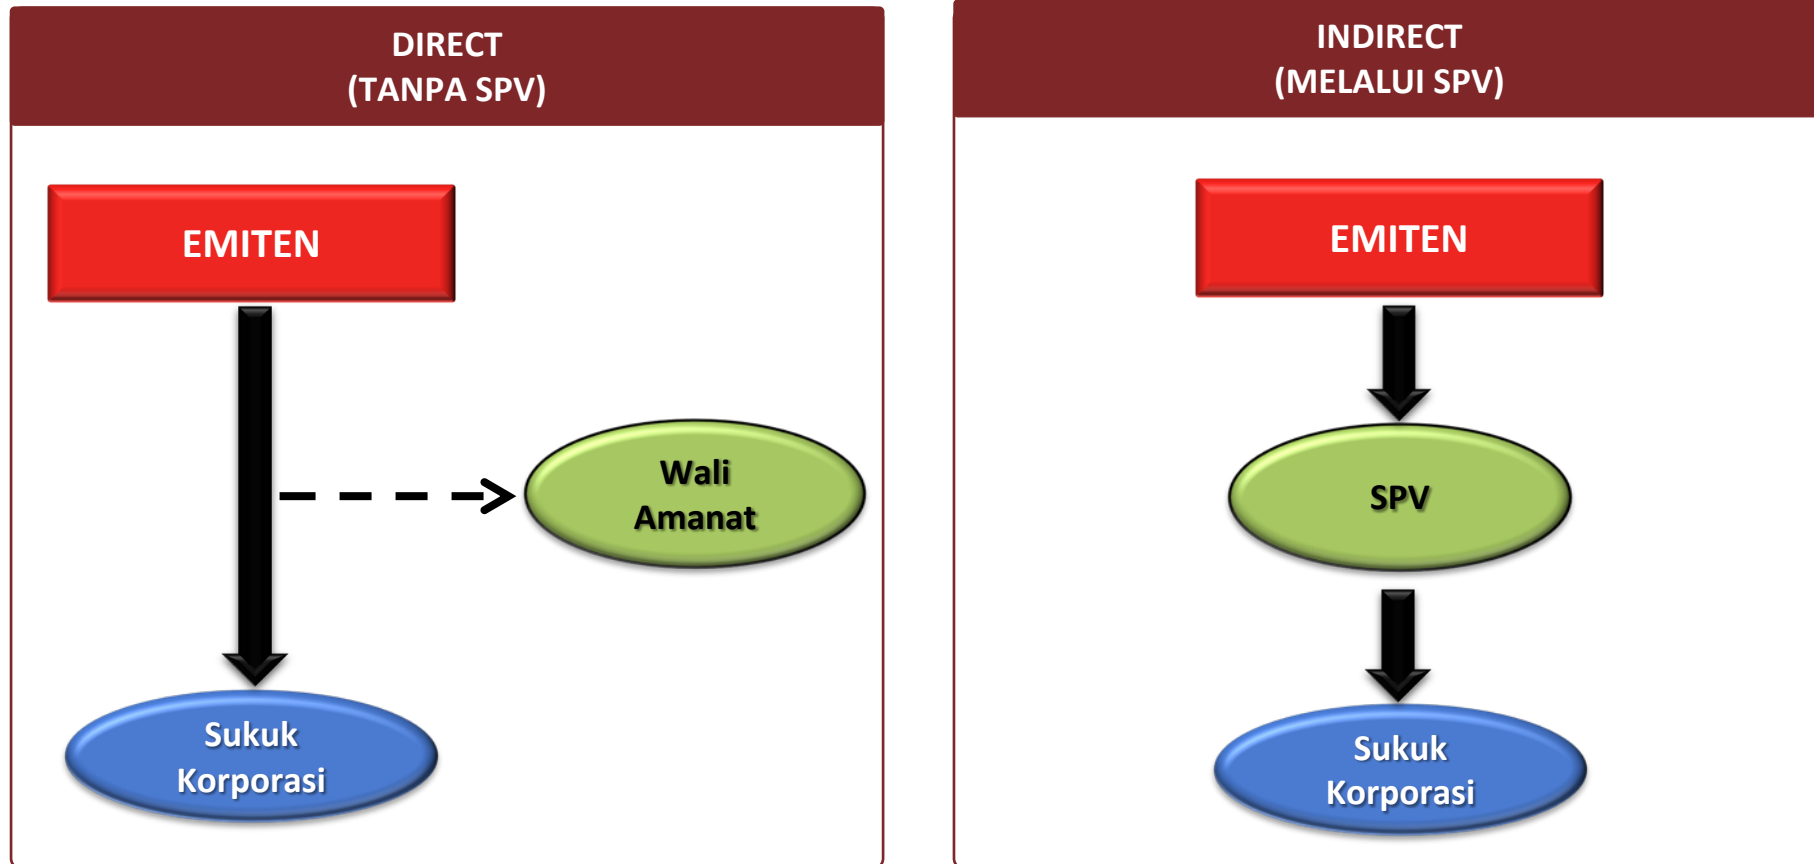 DIRECT
(TANPA SPV)
EMITEN
Wali
Amanat
Sukuk
Korporasi
INDIRECT
(MELALUI SPV)
EMITEN
SPV
Sukuk
Korporasi